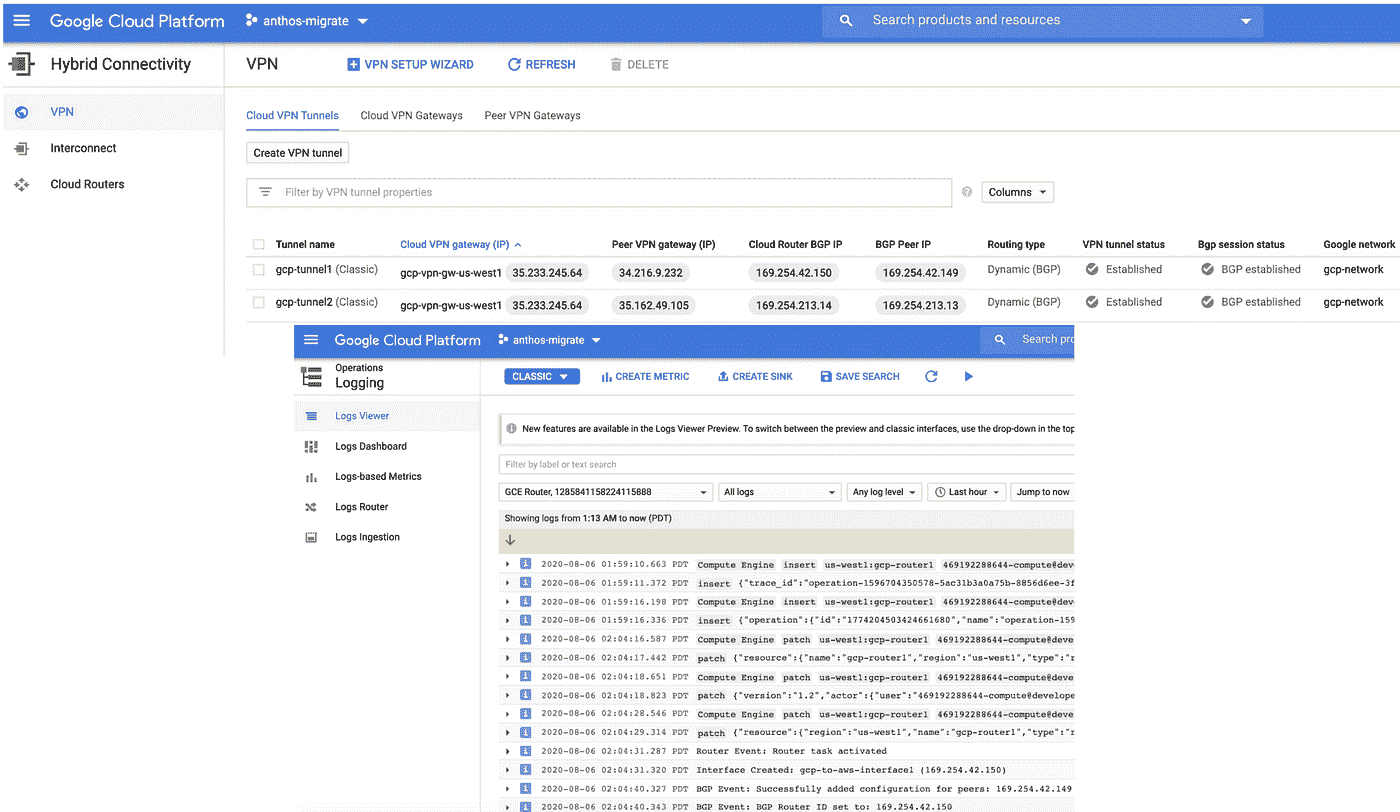 Google Cloud Platform anthos-migrate Search products and resources
Hybrid Connectivity VPN VPN SETUP WIZARD REFRESH DELETE
VPN
Interconnect
Cloud Routers
Cloud VPN Tunnels Cloud VPN Gateways Peer VPN Gateways
Create VPN tunnel
Filter by VPN tunnel properties Columns
Tunnel name Cloud VPN gateway (IP) Peer VPN gateway (IP) Cloud Router BGP IP BGP Peer IP Routing type VPN tunnel status Bgp session status Google network
gcp-tunnel1 (Classic) gcp-vpn-gw-us-west1 35.233.245.64 34.216.9.232 169.254.42.150 169.254.42.149 Dynamic (BGP) Established BGP established gcp-network
gcp-tunnel2 (Classic) gcp-vpn-gw-us-west1 35.233.245.64 35.162.49.105 169.254.213.14 169.254.213.13 Dynamic (BGP) Established BGP established gcp-network
Google Cloud Platform anthos-migrate Search pro
Operations
Logging
CLASSIC CREATE METRIC CREATE SINK SAVE SEARCH
Logs Viewer
Logs Dashboard
Logs-based Metrics
Logs Router
Logs Ingestion
New features are available in the Logs Viewer Preview. To switch between the preview and classic interfaces, use the drop-down in the top
Filter by label or text search
GCE Router, 1285841158224115888 All logs Any log level Last hour Jump to now
Showing logs from 1:13 AM to now (PDT)
2020-08-06 01:59:10.663 PDT Compute Engine insert us-west1:gcp-router1 469192288644-compute@deve
2020-08-06 01:59:11.372 PDT insert {"trace_id":"operation-1596704350578-5ac31b3a0a75b-8856d6ee-3f
2020-08-06 01:59:16.198 PDT Compute Engine insert us-west1:gcp-router1 469192288644-compute@deve
2020-08-06 01:59:16.336 PDT insert {"operation":{"id":"1774204503424661680","name":"operation-159
2020-08-06 02:04:16.587 PDT Compute Engine patch us-west1:gcp-router1 469192288644-compute@deve
2020-08-06 02:04:17.442 PDT patch {"resource":{"name":"gcp-router1","region":"us-west1","type":"r
2020-08-06 02:04:18.651 PDT Compute Engine patch us-west1:gcp-router1 469192288644-compute@deve
2020-08-06 02:04:18.823 PDT patch {"version":"1.2","actor":{"user":"469192288644-compute@develope
2020-08-06 02:04:28.546 PDT Compute Engine patch us-west1:gcp-router1 469192288644-compute@deve
2020-08-06 02:04:29.314 PDT patch {"resource":{"region":"us-west1","name":"gcp-router1","type":"r
2020-08-06 02:04:31.287 PDT Router Event: Router task activated
2020-08-06 02:04:31.320 PDT Interface Created: gcp-to-aws-interface1 (169.254.42.150)
2020-08-06 02:04:40.327 PDT BGP Event: Successfully added configuration for peers: 169.254.42.149
2020-08-06 02:04:40.343 PDT BGP Event: BGP Router ID set to: 169.254.42.150